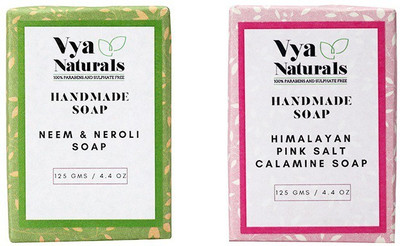 Vya
Naturals
100% PARABENS AND SULPHATE FREE
HANDMADE
SOAP
NEEM & NEROLI
SOAP
125 GMS / 4.4 OZ
Vya
Naturals
100% PARABENS AND SULPHATE FREE
HANDMADE
SOAP
HIMALAYAN
PINK SALT
CALAMINE SOAP
125 GMS / 4.4 OZ